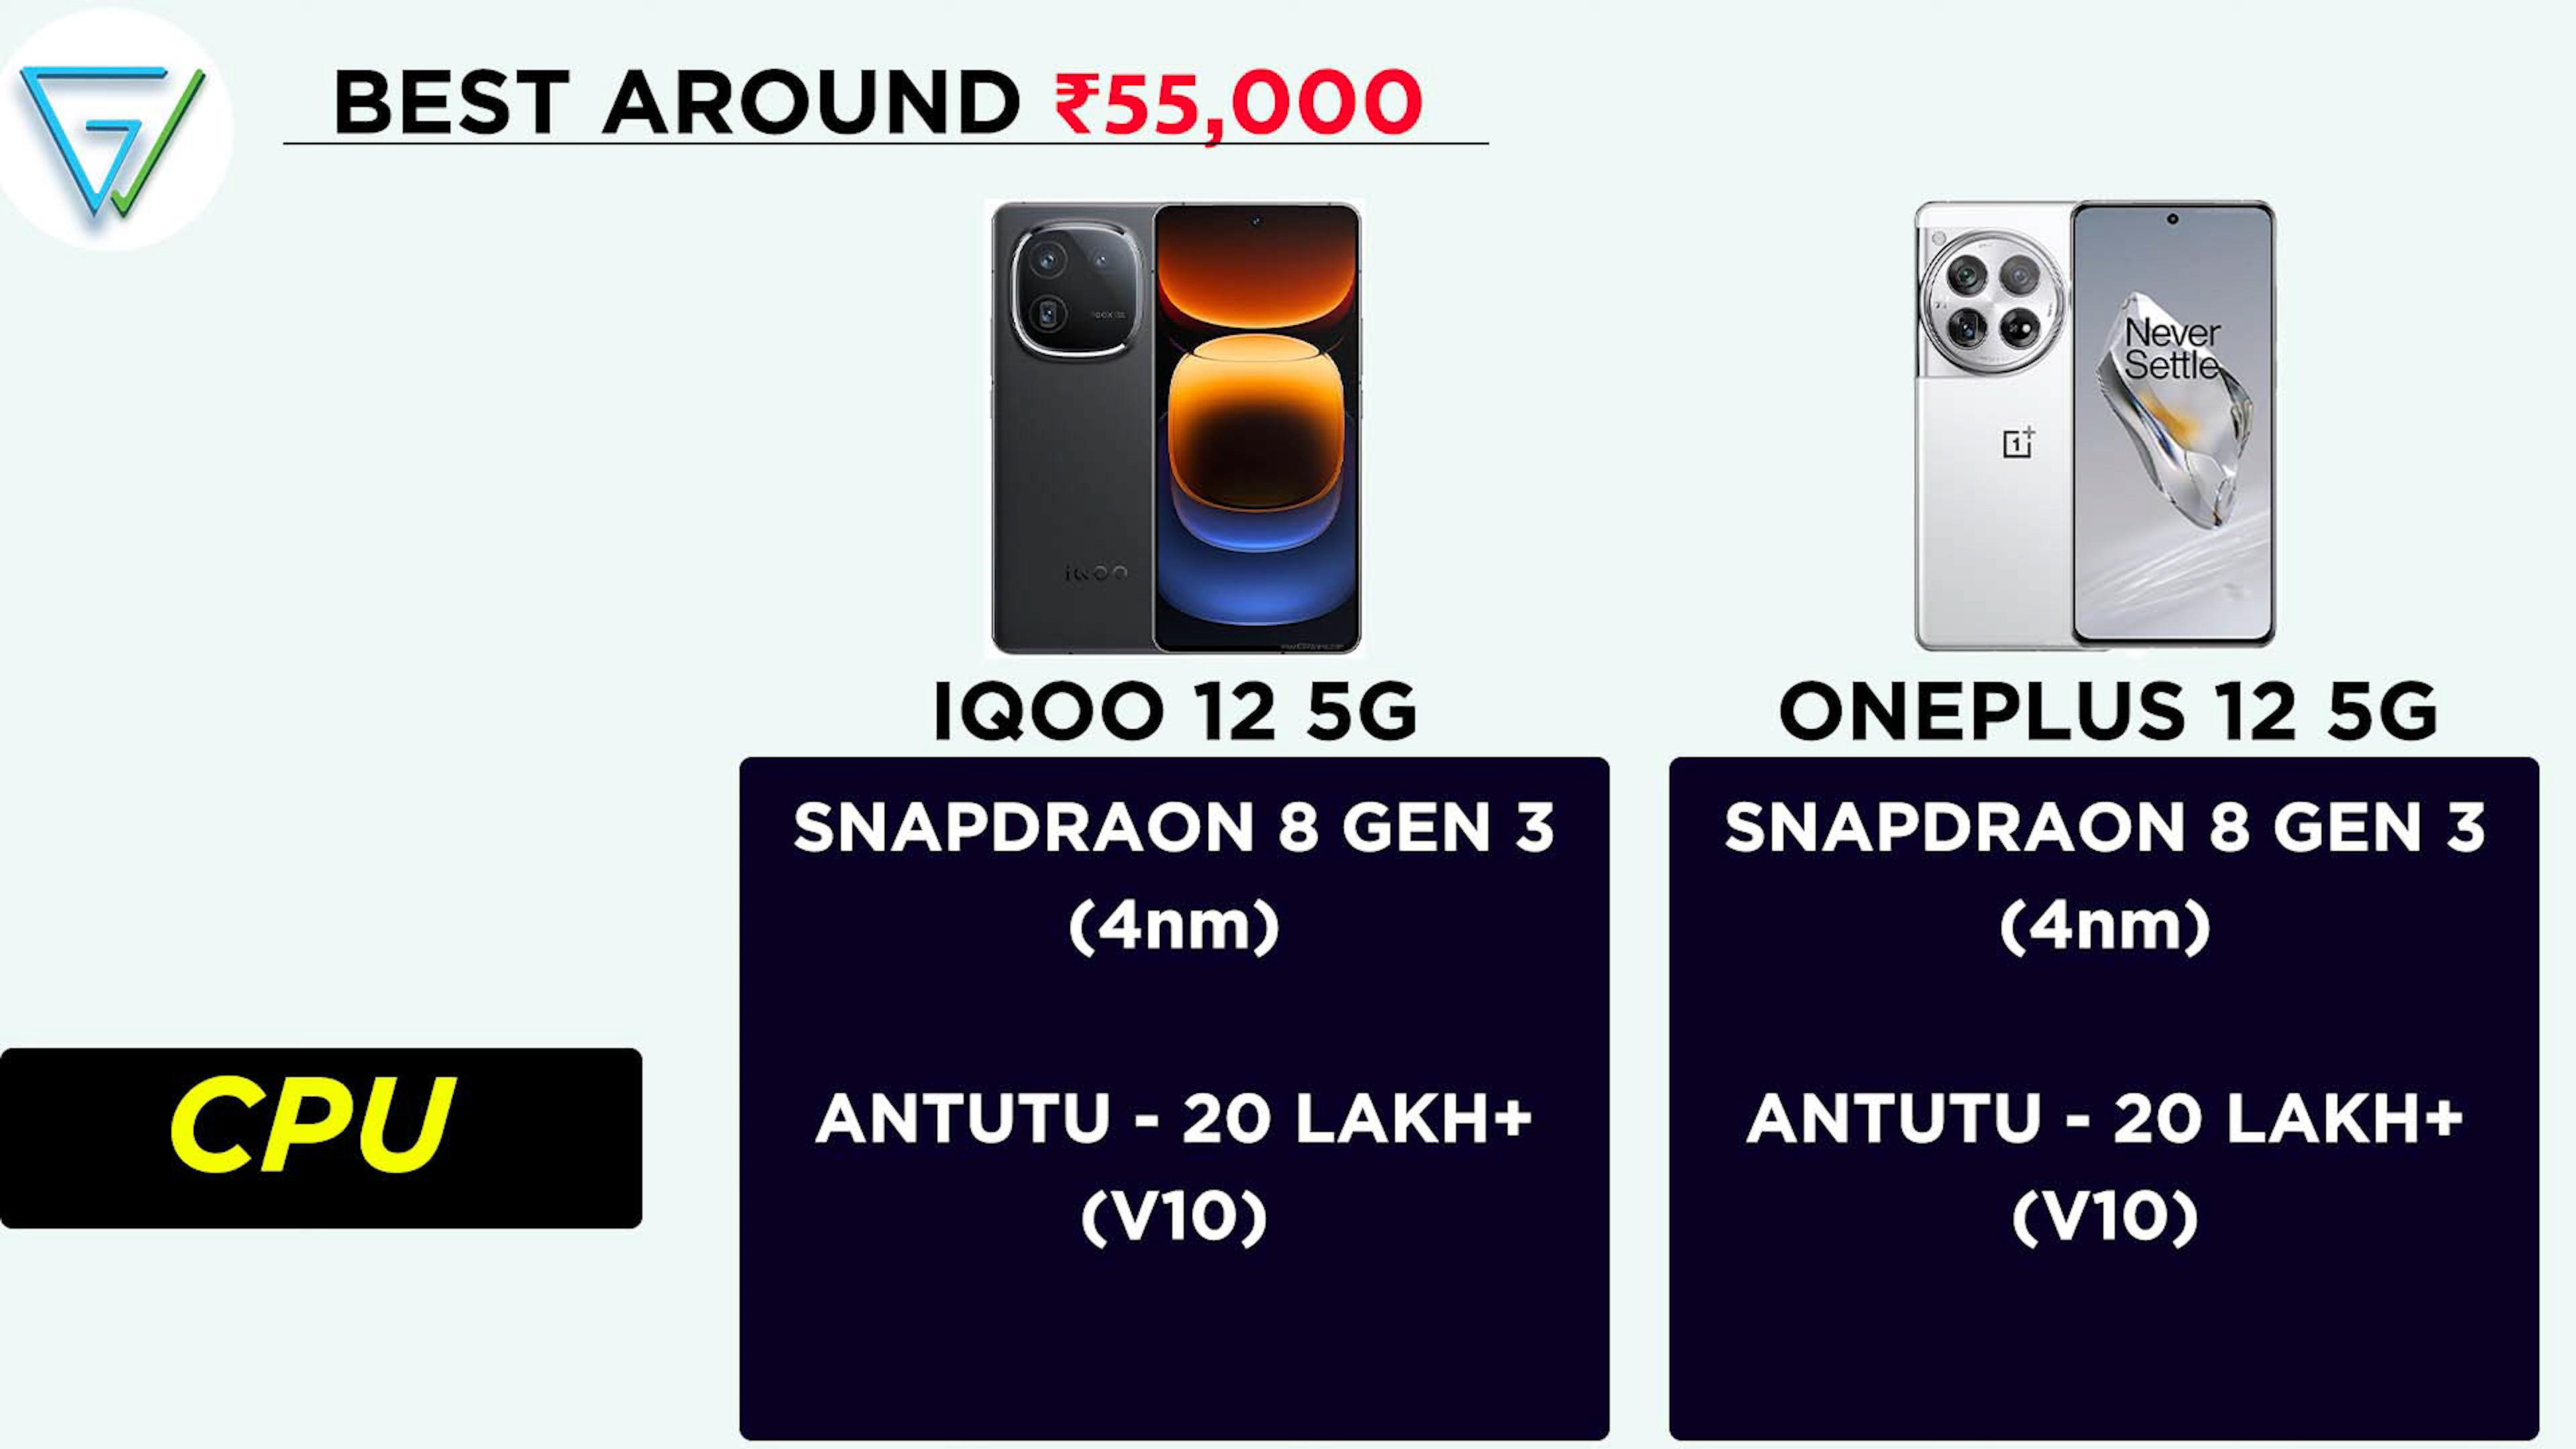 BEST AROUND ₹55,000
Never
Settle
iQOO
IQOO 12 5G
ONEPLUS 12 5G
SNAPDRAON 8 GEN 3
(4nm)
ANTUTU - 20 LAKH+
(V10)
SNAPDRAON 8 GEN 3
(4nm)
ANTUTU - 20 LAKH+
(V10)
CPU